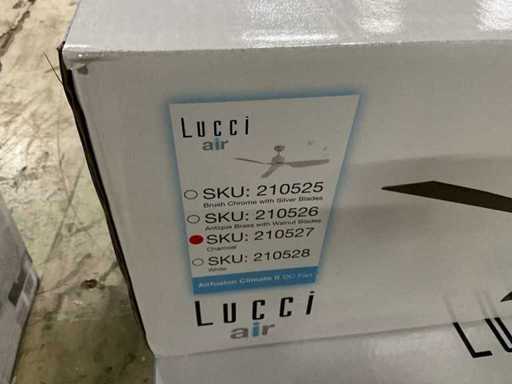 Lucci
air
SKU: 210525
Brush Chrome with Silver Blades
SKU: 210526
Antique Brass with Walnut Blades
SKU: 210527
Charcoal
SKU: 210528
White
Airfusion Climate II DC Fan
Lucci
air
Lucci